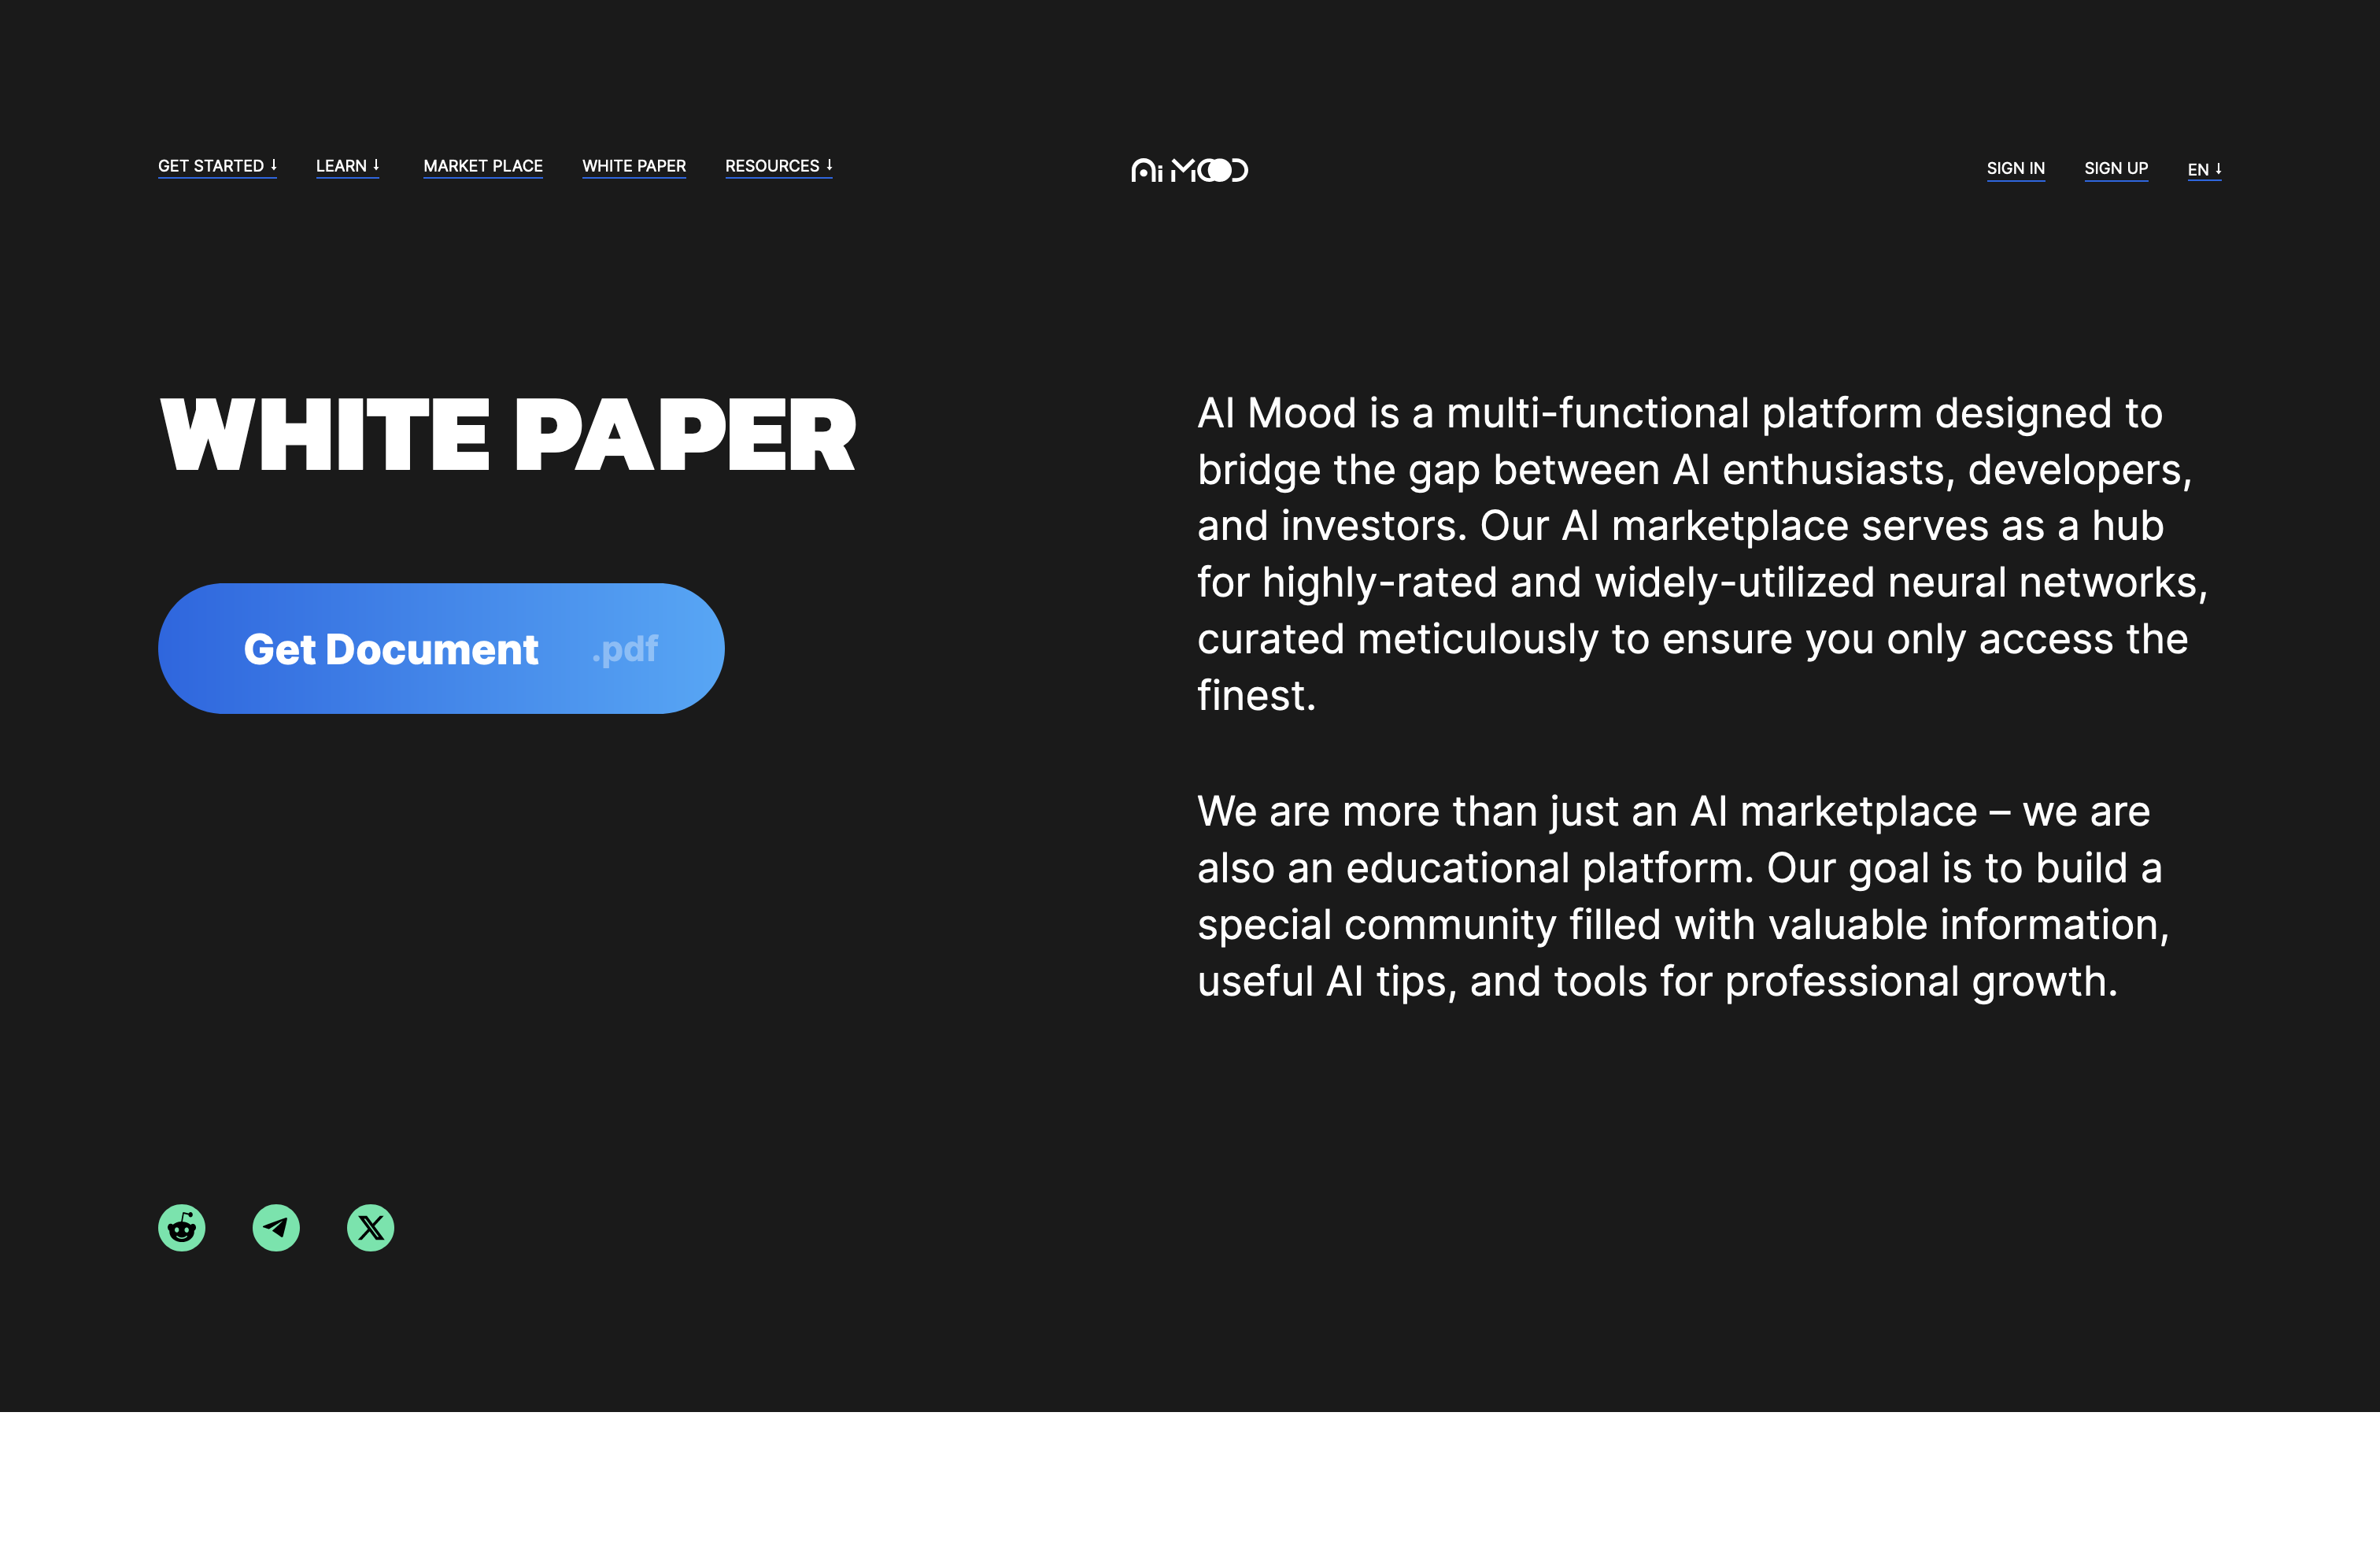 GET STARTED ↓ LEARN ↓ MARKET PLACE WHITE PAPER RESOURCES ↓
Ai MOOD
SIGN IN SIGN UP EN ↓
WHITE PAPER
Get Document .pdf
AI Mood is a multi-functional platform designed to
bridge the gap between AI enthusiasts, developers,
and investors. Our AI marketplace serves as a hub
for highly-rated and widely-utilized neural networks,
curated meticulously to ensure you only access the
finest.
We are more than just an AI marketplace – we are
also an educational platform. Our goal is to build a
special community filled with valuable information,
useful AI tips, and tools for professional growth.